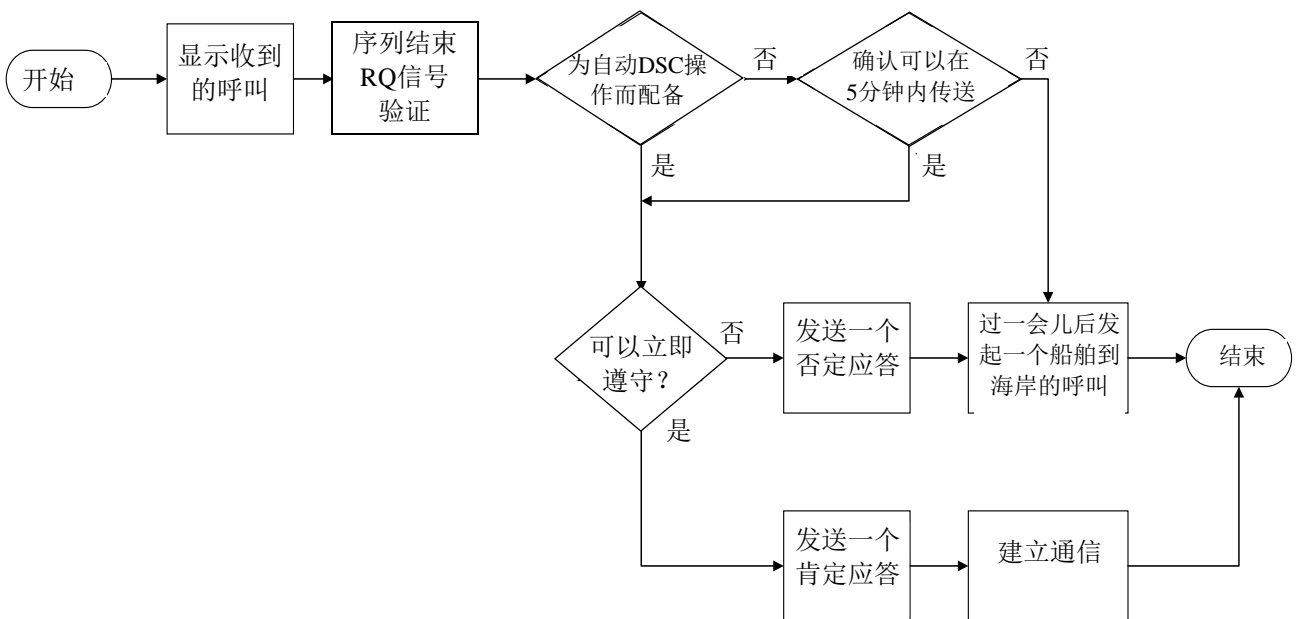 开始
显示收到
的呼叫
序列结束
RQ信号
验证
为自动DSC操
作而配备
否
确认可以在
5分钟内传送
否
是
是
可以立即
遵守?
否
发送一个
否定应答
过一会儿后发
起一个船舶到
海岸的呼叫
结束
是
发送一个
肯定应答
建立通信